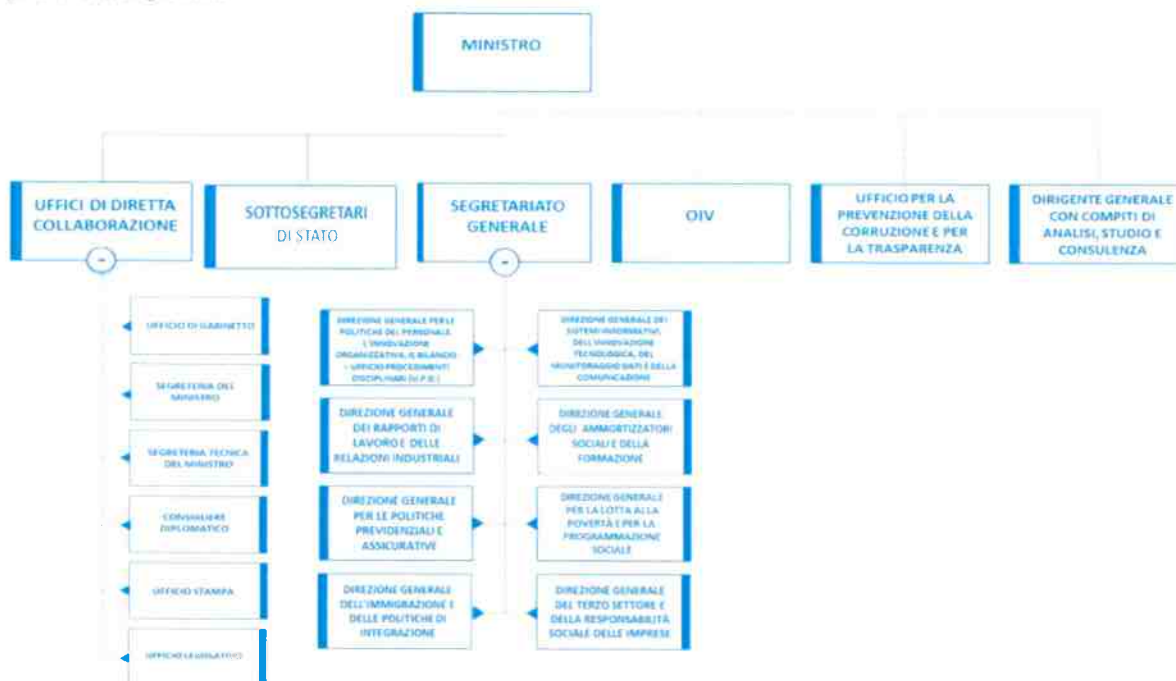 MINISTRO
UFFICI DI DIRETTA
COLLABORAZIONE
-
SOTTOSEGRETARI
DI STATO
SEGRETARIATO
GENERALE
-
OIV
UFFICIO PER LA
PREVENZIONE DELLA
CORRUZIONE E PER
LA TRASPARENZA
DIRIGENTE GENERALE
CON COMPITI DI
ANALISI, STUDIO E
CONSULENZA
UFFICIO DI GABINETTO
SEGRETERIA DEL
MINISTRO
SEGRETERIA TECNICA
DEL MINISTRO
CONSIGLIERE
DIPLOMATICO
UFFICIO STAMPA
UFFICIO LEGISLATIVO
DIREZIONE GENERALE PER LE
POLITICHE DEL PERSONALE
L'INNOVAZIONE
ORGANIZZATIVA, IL BILANCIO
– UFFICIO PROCEDIMENTI
DISCIPLINARI (U.P.D.)
DIREZIONE GENERALE DEI
SISTEMI INFORMATIVI,
DELL'INNOVAZIONE
TECNOLOGICA, DEL
MONITORAGGIO DATI E DELLA
COMUNICAZIONE
DIREZIONE GENERALE
DEI RAPPORTI DI
LAVORO E DELLE
RELAZIONI INDUSTRIALI
DIREZIONE GENERALE
DEGLI AMMORTIZZATORI
SOCIALI E DELLA
FORMAZIONE
DIREZIONE GENERALE
PER LE POLITICHE
PREVIDENZIALI E
ASSICURATIVE
DIREZIONE GENERALE
PER LA LOTTA ALLA
POVERTÀ E PER LA
PROGRAMMAZIONE
SOCIALE
DIREZIONE GENERALE
DELL'IMMIGRAZIONE E
DELLE POLITICHE DI
INTEGRAZIONE
DIREZIONE GENERALE
DEL TERZO SETTORE E
DELLA RESPONSABILITÀ
SOCIALE DELLE IMPRESE